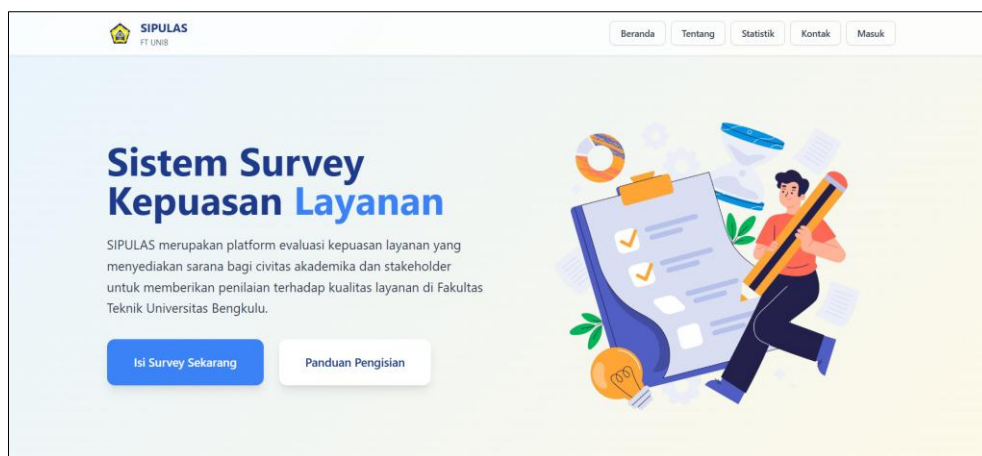 SIPULAS
FT UNIB
Beranda
Tentang
Statistik
Kontak
Masuk
Sistem Survey
Kepuasan Layanan
SIPULAS merupakan platform evaluasi kepuasan layanan yang
menyediakan sarana bagi civitas akademika dan stakeholder
untuk memberikan penilaian terhadap kualitas layanan di Fakultas
Teknik Universitas Bengkulu.
Isi Survey Sekarang
Panduan Pengisian